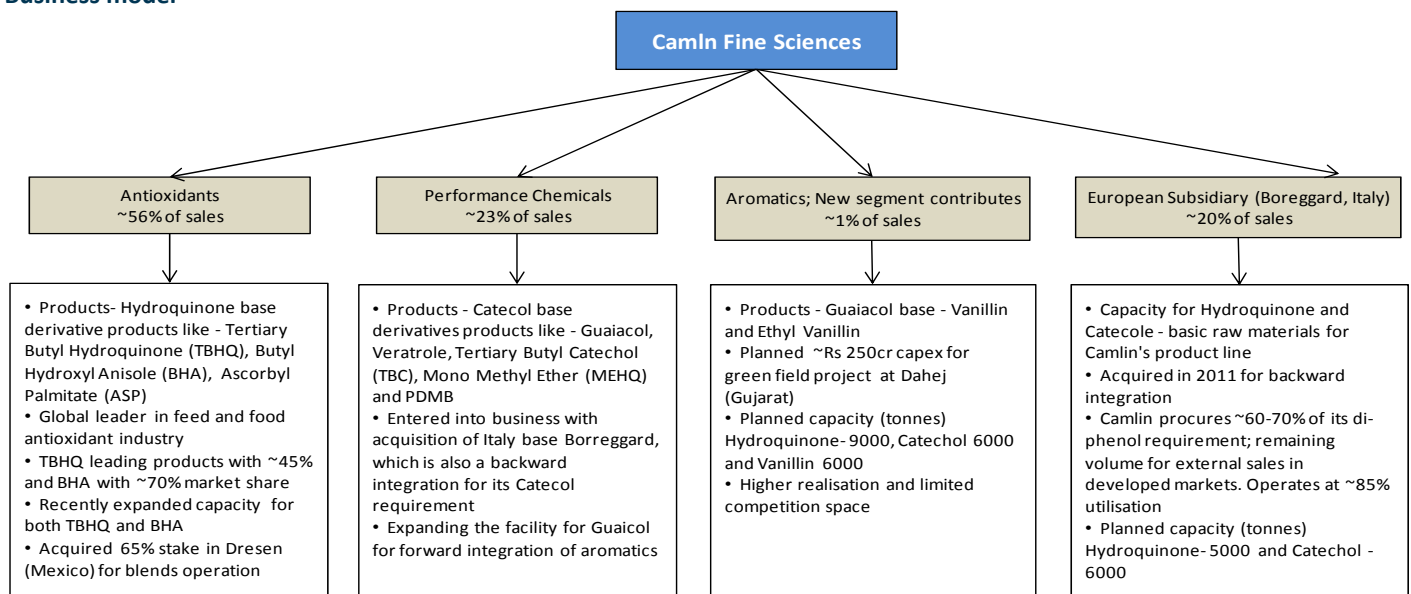 Camln Fine Sciences
Antioxidants
~56% of sales
Performance Chemicals
~23% of sales
Aromatics; New segment contributes
~1% of sales
European Subsidiary (Boreggard, Italy)
~20% of sales
• Products- Hydroquinone base
derivative products like - Tertiary
Butyl Hydroquinone (TBHQ), Butyl
Hydroxyl Anisole (BHA), Ascorbyl
Palmitate (ASP)
• Global leader in feed and food
antioxidant industry
• TBHQ leading products with ~45%
and BHA with ~70% market share
• Recently expanded capacity for
both TBHQ and BHA
• Acquired 65% stake in Dresen
(Mexico) for blends operation
• Products - Catecol base
derivatives products like - Guaiacol,
Veratrole, Tertiary Butyl Catechol
(TBC), Mono Methyl Ether (MEHQ)
and PDMB
• Entered into business with
acquisition of Italy base Borreggard,
which is also a backward
integration for its Catecol
requirement
• Expanding the facility for Guaicol
for forward integration of aromatics
• Products - Guaiacol base - Vanillin
and Ethyl Vanillin
• Planned ~Rs 250cr capex for
green field project at Dahej
(Gujarat)
• Planned capacity (tonnes)
Hydroquinone- 9000, Catechol 6000
and Vanillin 6000
• Higher realisation and limited
competition space
• Capacity for Hydroquinone and
Catecole - basic raw materials for
Camlin's product line
• Acquired in 2011 for backward
integration
• Camlin procures ~60-70% of its di-
phenol requirement; remaining
volume for external sales in
developed markets. Operates at ~85%
utilisation
• Planned capacity (tonnes)
Hydroquinone- 5000 and Catechol -
6000